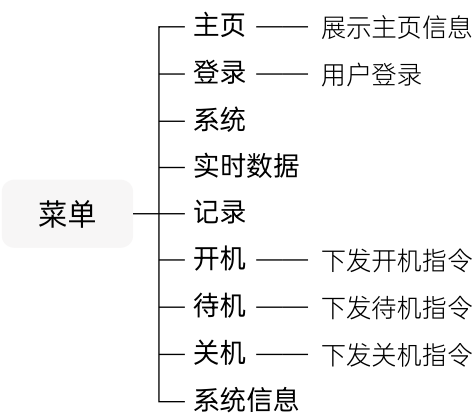 菜单
主页
展示主页信息
登录
用户登录
系统
实时数据
记录
开机
下发开机指令
待机
下发待机指令
关机
下发关机指令
系统信息